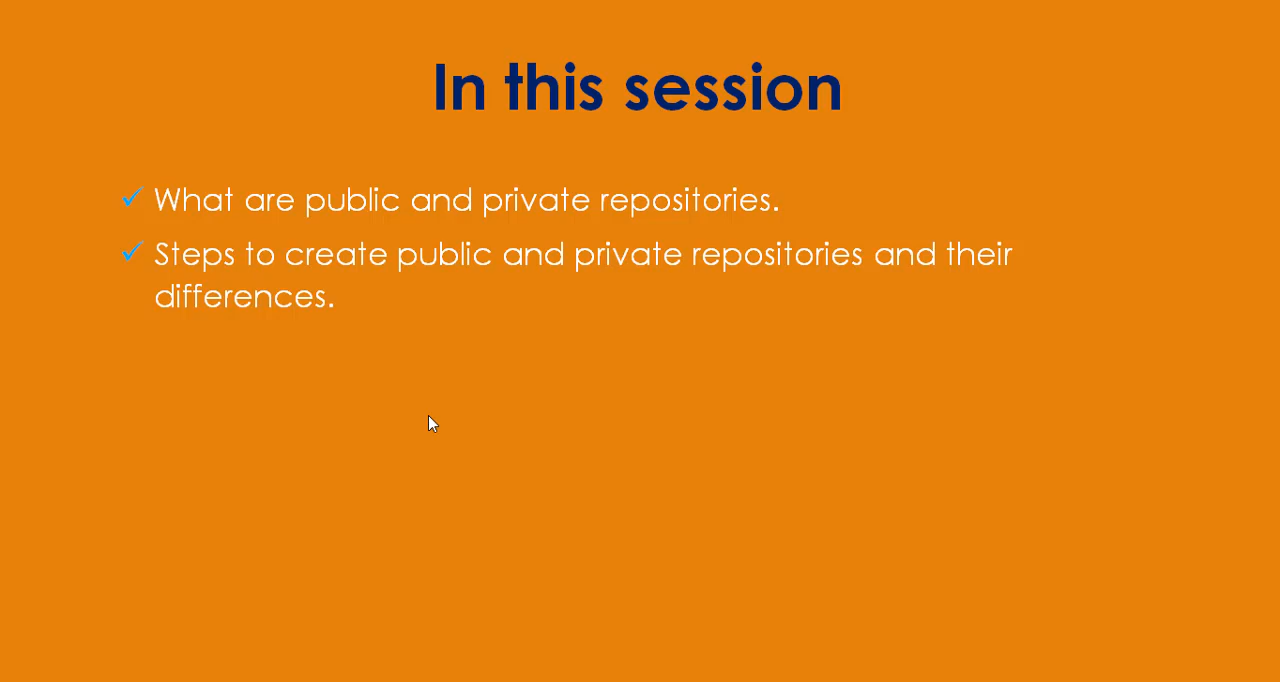 In this session
✓ What are public and private repositories.
✓ Steps to create public and private repositories and their
differences.